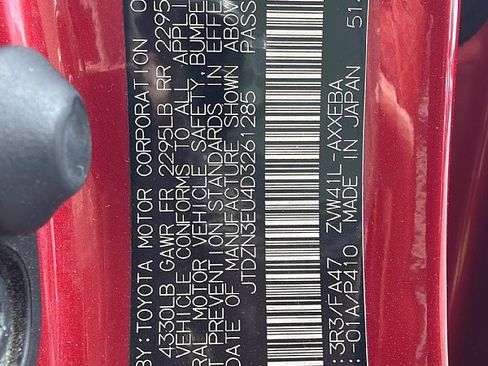 BY:TOYOTA MOTOR CORPORATION
4330LB GAWR FR 2295LB RR 2295
VEHICLE CONFORMS TO ALL APPLI
MOTOR VEHICLE SAFETY, BUMPE
PREVENTION STANDARDS IN EFFE
DATE OF MANUFACTURE SHOWN ABOV
JTDZN3EU4D3261285 PASS
:3R3/FA47 ZVW41L-AXXEBA
-01A/P410 MADE IN JAPAN 51.